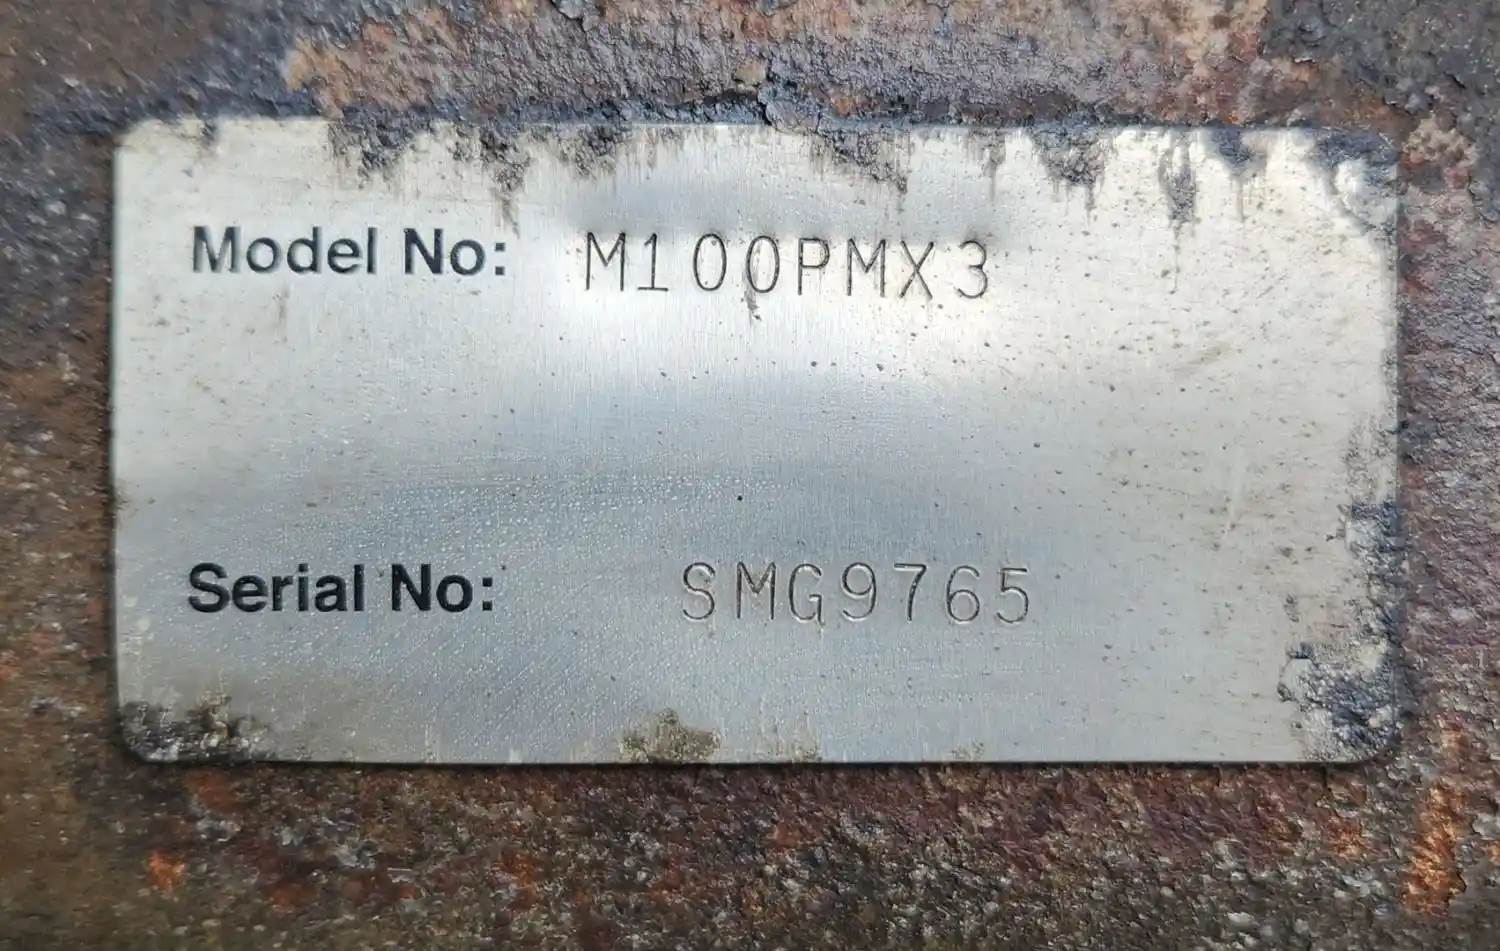 Model No: M100PMX3
Serial No: SMG9765